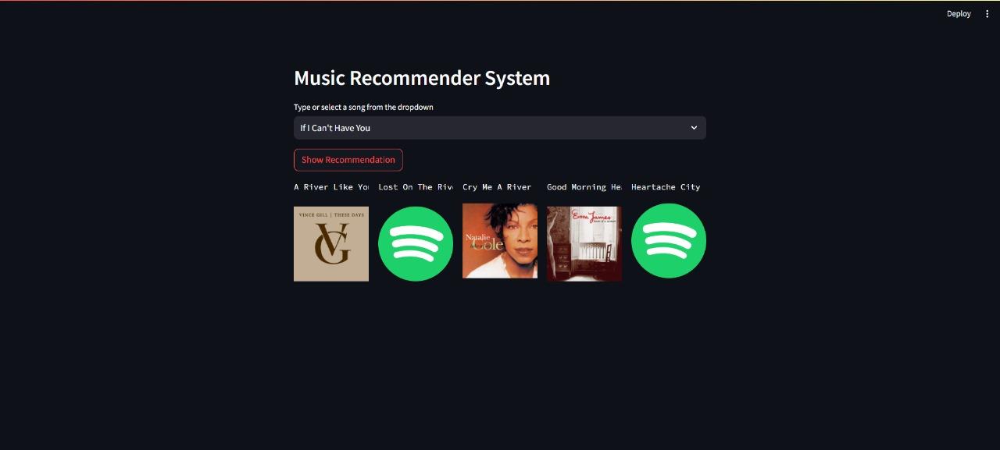 Deploy
Music Recommender System
Type or select a song from the dropdown
If I Can't Have You
Show Recommendation
A River Like You
Lost On The Riv
Cry Me A River
Good Morning He
Heartache City
VINCE GILL | THESE DAYS
VG
Natalie
Cole
Etta James